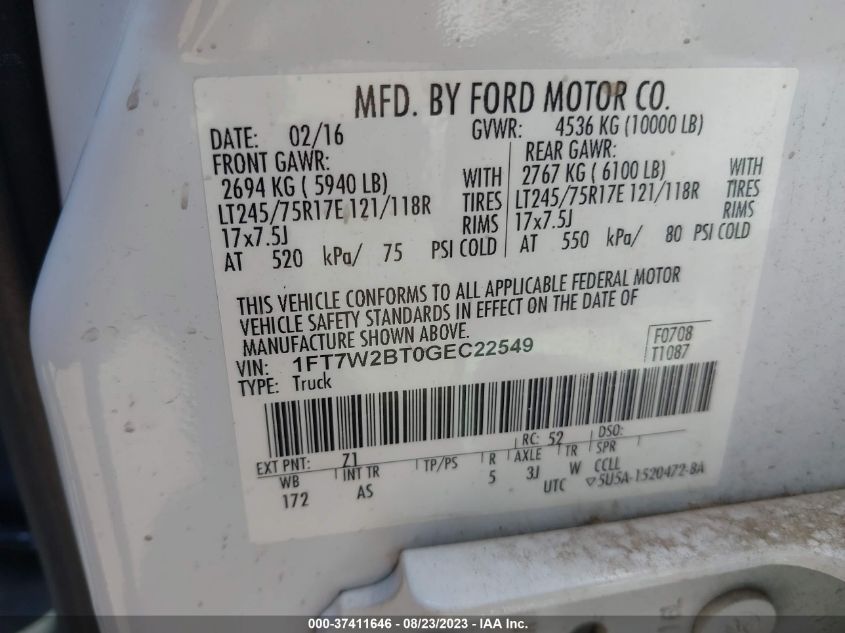 MFD. BY FORD MOTOR CO.
DATE: 02/16 GVWR: 4536 KG (10000 LB)
FRONT GAWR: REAR GAWR:
2694 KG ( 5940 LB) WITH 2767 KG ( 6100 LB) WITH
LT245/75R17E 121/118R TIRES LT245/75R17E 121/118R TIRES
17x7.5J RIMS 17x7.5J RIMS
AT 520 kPa/ 75 PSI COLD AT 550 kPa/ 80 PSI COLD
THIS VEHICLE CONFORMS TO ALL APPLICABLE FEDERAL MOTOR
VEHICLE SAFETY STANDARDS IN EFFECT ON THE DATE OF
MANUFACTURE SHOWN ABOVE.
VIN: 1FT7W2BT0GEC22549 F0708
TYPE: Truck T1087
EXT PNT: Z1 RC: 52 DSO:
WB INT TR TP/PS R AXLE TR SPR
172 AS 5 3J W CCLL
UTC ▽5U5A-1520472-BA
000-37411646 - 08/23/2023 - IAA Inc.